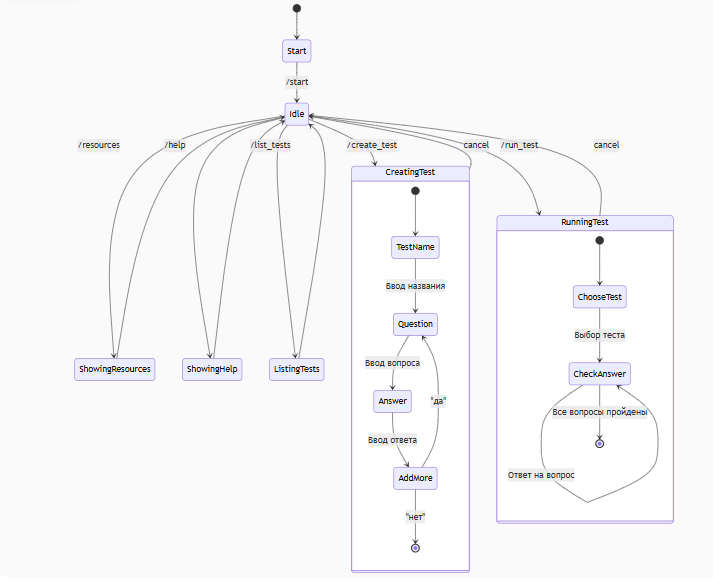 Start
/start
Idle
/resources
/help
/list_tests
/create_test
cancel
/run_test
cancel
CreatingTest
RunningTest
TestName
ChooseTest
Ввод названия
Question
Выбор теста
ShowingResources
ShowingHelp
ListingTests
Ввод вопроса
CheckAnswer
Answer
"да"
Все вопросы пройдены
Ввод ответа
AddMore
Ответ на вопрос
"нет"